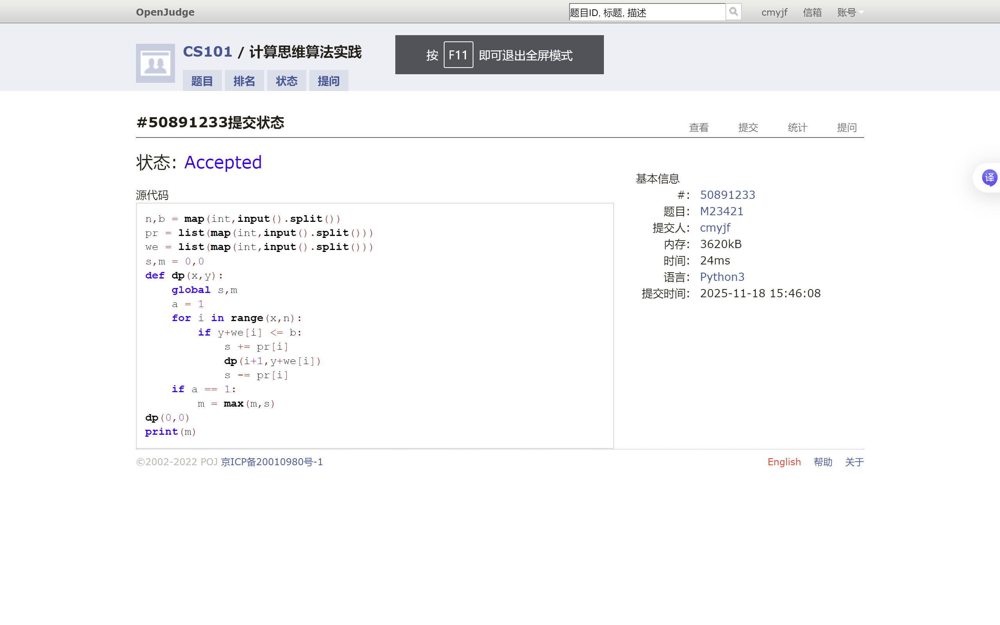 OpenJudge
题目ID, 标题, 描述
cmyjf 信箱 账号
CS101 / 计算思维算法实践
按 F11 即可退出全屏模式
题目 排名 状态 提问
#50891233提交状态
查看 提交 统计 提问
状态: Accepted
译
源代码
n,b = map(int,input().split())
pr = list(map(int,input().split()))
we = list(map(int,input().split()))
s,m = 0,0
def dp(x,y):
    global s,m
    a = 1
    for i in range(x,n):
        if y+we[i] <= b:
            s += pr[i]
            dp(i+1,y+we[i])
            s -= pr[i]
    if a == 1:
        m = max(m,s)
dp(0,0)
print(m)
基本信息
#: 50891233
题目: M23421
提交人: cmyjf
内存: 3620kB
时间: 24ms
语言: Python3
提交时间: 2025-11-18 15:46:08
©2002-2022 POJ 京ICP备20010980号-1
English 帮助 关于